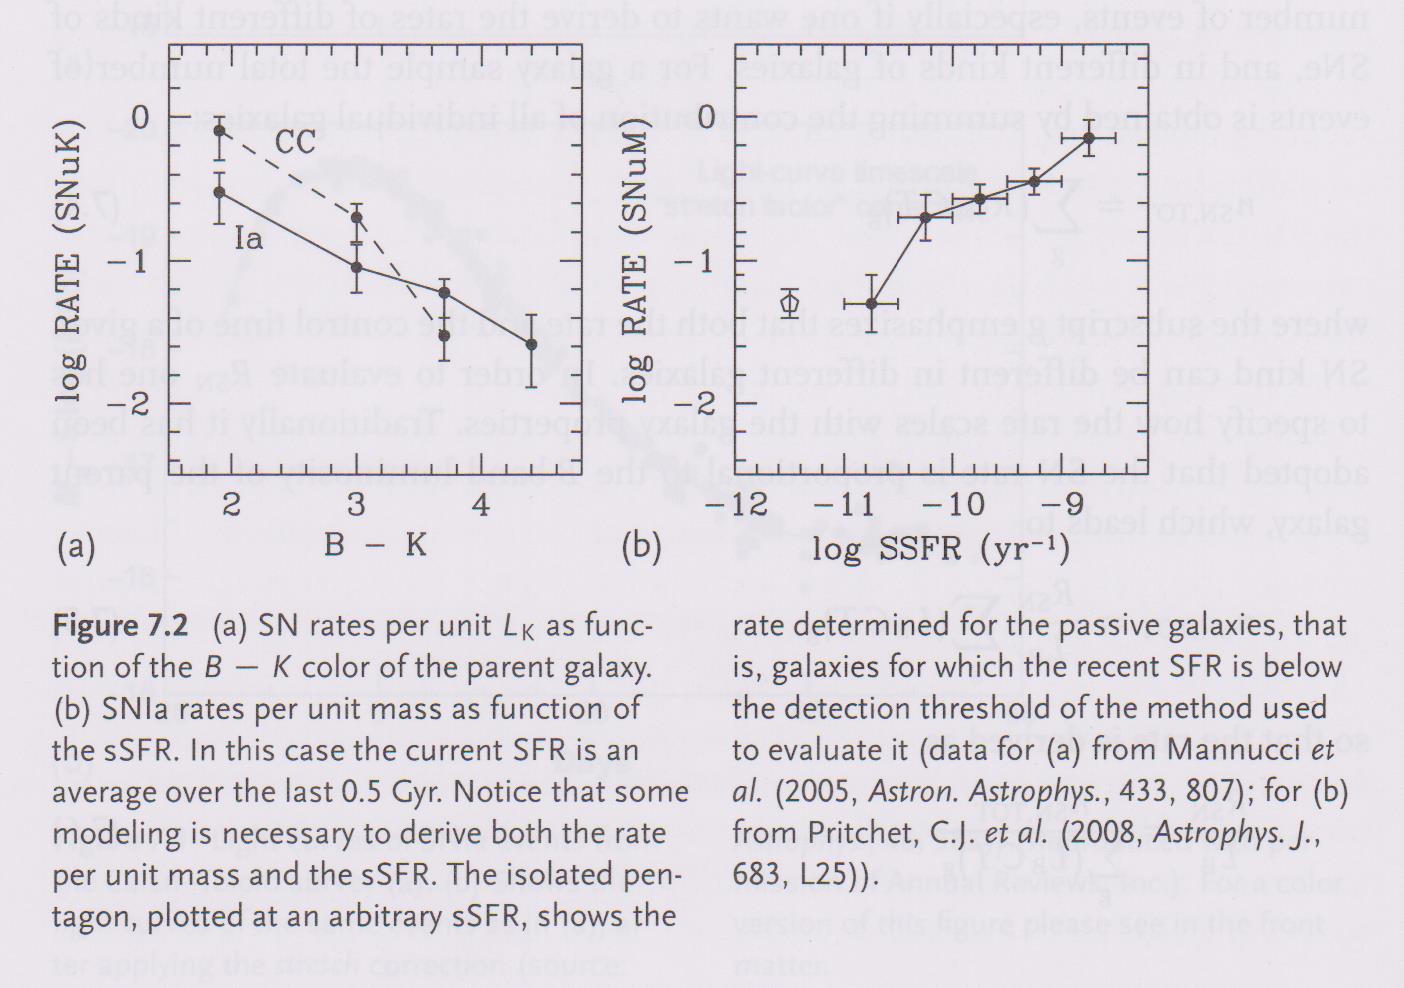 0
-1
-2
log RATE (SNuK)
CC
Ia
2 3 4
(a) B − K
0
-1
-2
log RATE (SNuM)
-12 -11 -10 -9
(b) log SSFR (yr⁻¹)
Figure 7.2 (a) SN rates per unit L_K as func-
tion of the B − K color of the parent galaxy.
(b) SNIa rates per unit mass as function of
the sSFR. In this case the current SFR is an
average over the last 0.5 Gyr. Notice that some
modeling is necessary to derive both the rate
per unit mass and the sSFR. The isolated pen-
tagon, plotted at an arbitrary sSFR, shows the
rate determined for the passive galaxies, that
is, galaxies for which the recent SFR is below
the detection threshold of the method used
to evaluate it (data for (a) from Mannucci et
al. (2005, Astron. Astrophys., 433, 807); for (b)
from Pritchet, C.J. et al. (2008, Astrophys. J.,
683, L25)).